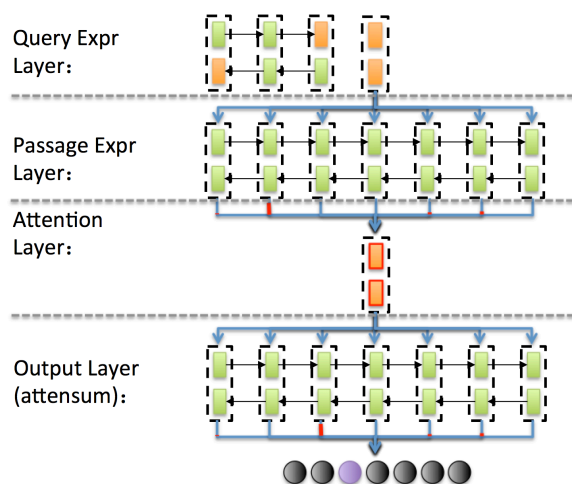 Query Expr
Layer：
Passage Expr
Layer：
Attention
Layer：
Output Layer
(attensum)：